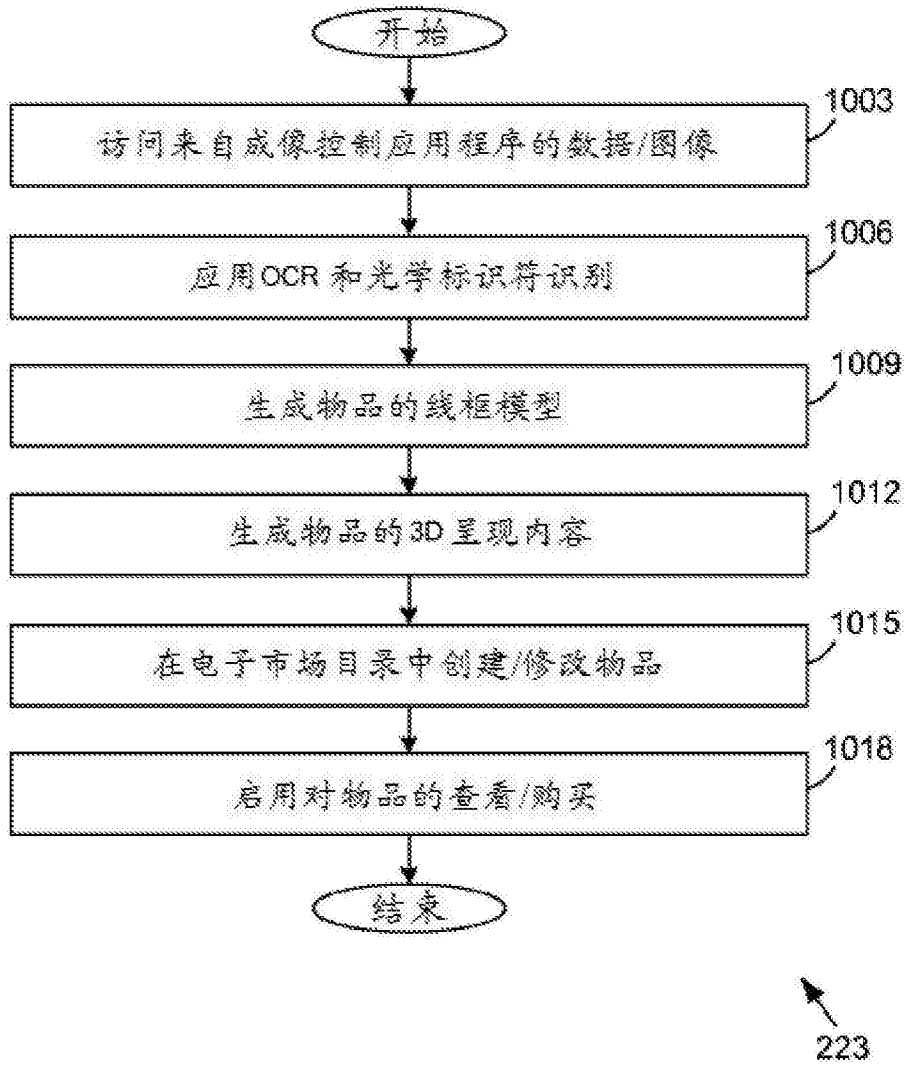 开始
1003
访问来自成像控制应用程序的数据/图像
1006
应用OCR和光学标识符识别
1009
生成物品的线框模型
1012
生成物品的3D呈现内容
1015
在电子市场目录中创建/修改物品
1018
启用对物品的查看/购买
结束
223